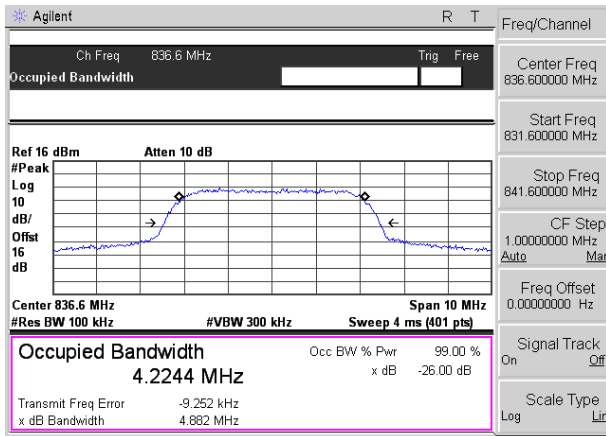 Agilent
R T
Freq/Channel
Ch Freq 836.6 MHz
Trig Free
Occupied Bandwidth
Center Freq
836.600000 MHz
Start Freq
831.600000 MHz
Stop Freq
841.600000 MHz
CF Step
1.00000000 MHz
Auto Mar
Freq Offset
0.00000000 Hz
Signal Track
On Off
Scale Type
Log Lir
Ref 16 dBm Atten 10 dB
#Peak
Log
10
dB/
Offst
16
dB
Center 836.6 MHz Span 10 MHz
#Res BW 100 kHz #VBW 300 kHz Sweep 4 ms (401 pts)
Occupied Bandwidth
4.2244 MHz
Occ BW % Pwr 99.00 %
x dB -26.00 dB
Transmit Freq Error -9.252 kHz
x dB Bandwidth 4.882 MHz